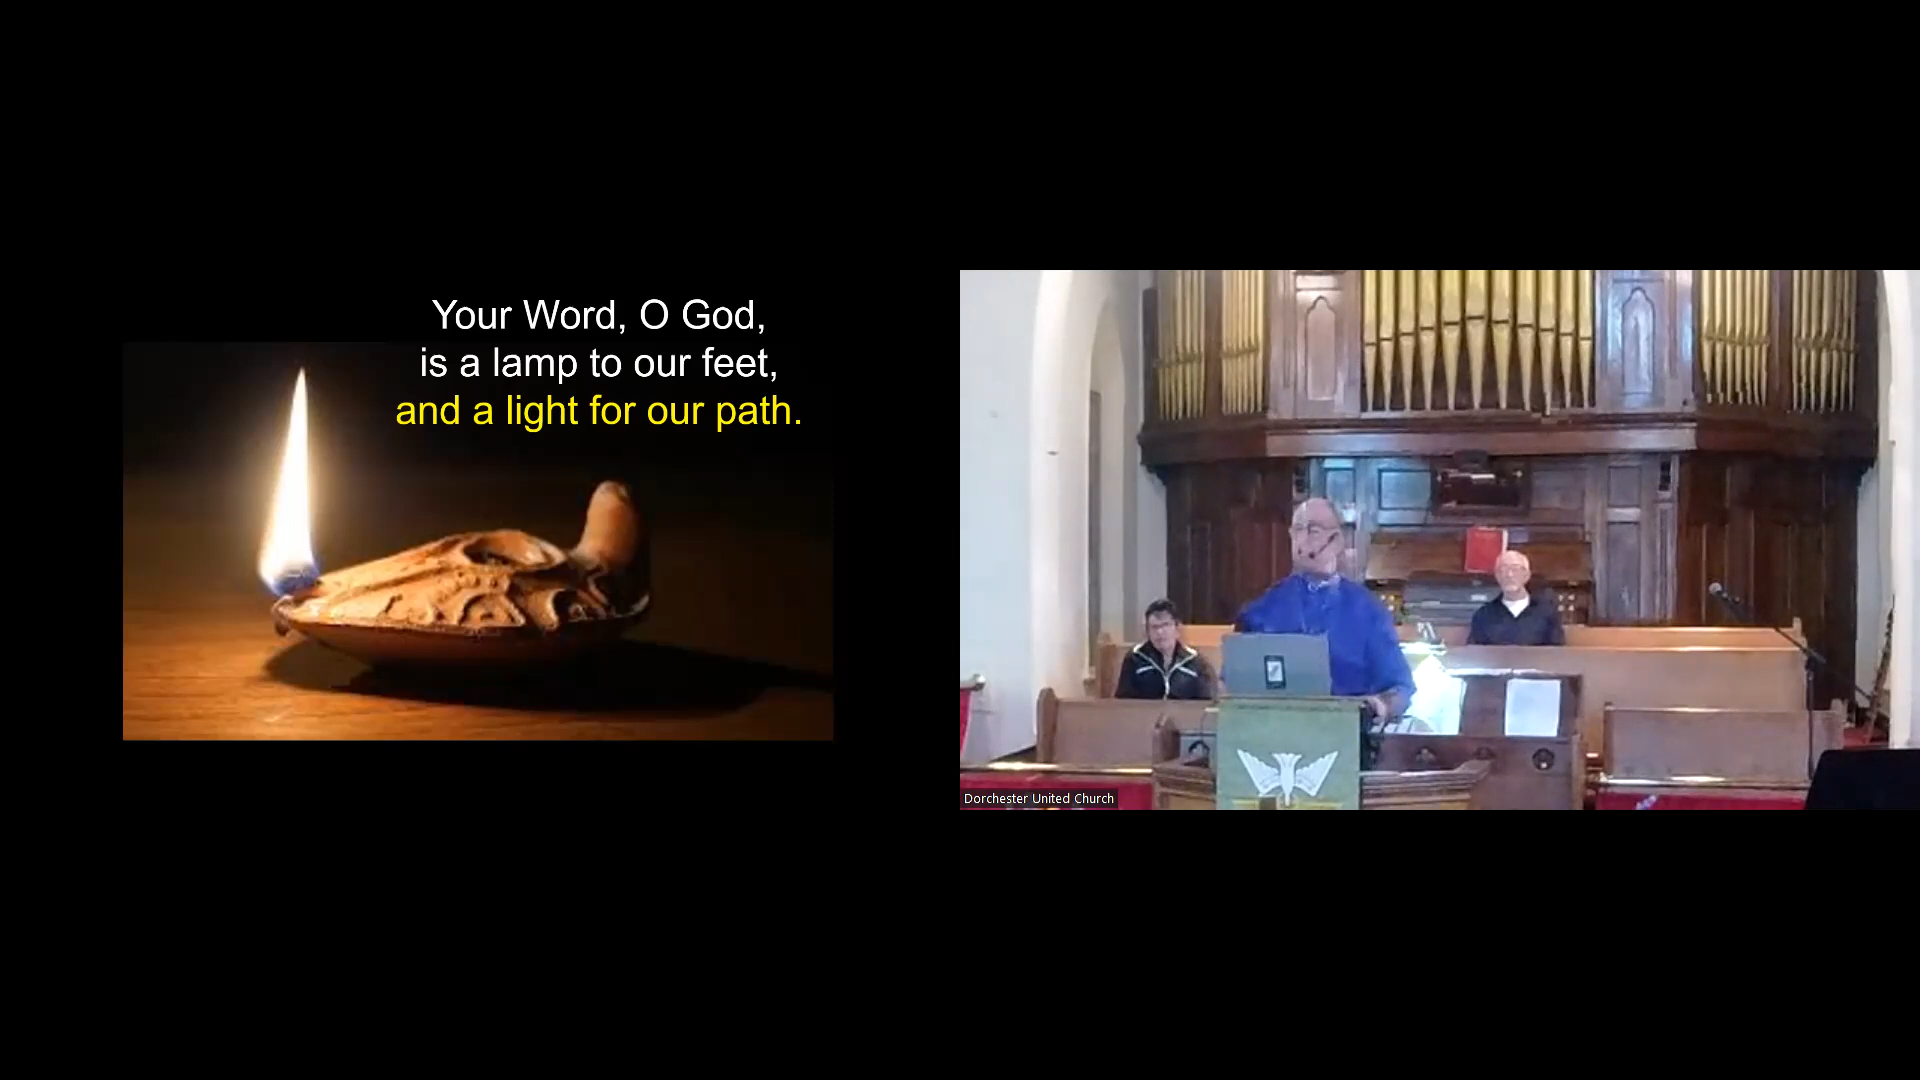 Your Word, O God,
is a lamp to our feet,
and a light for our path.
Dorchester United Church